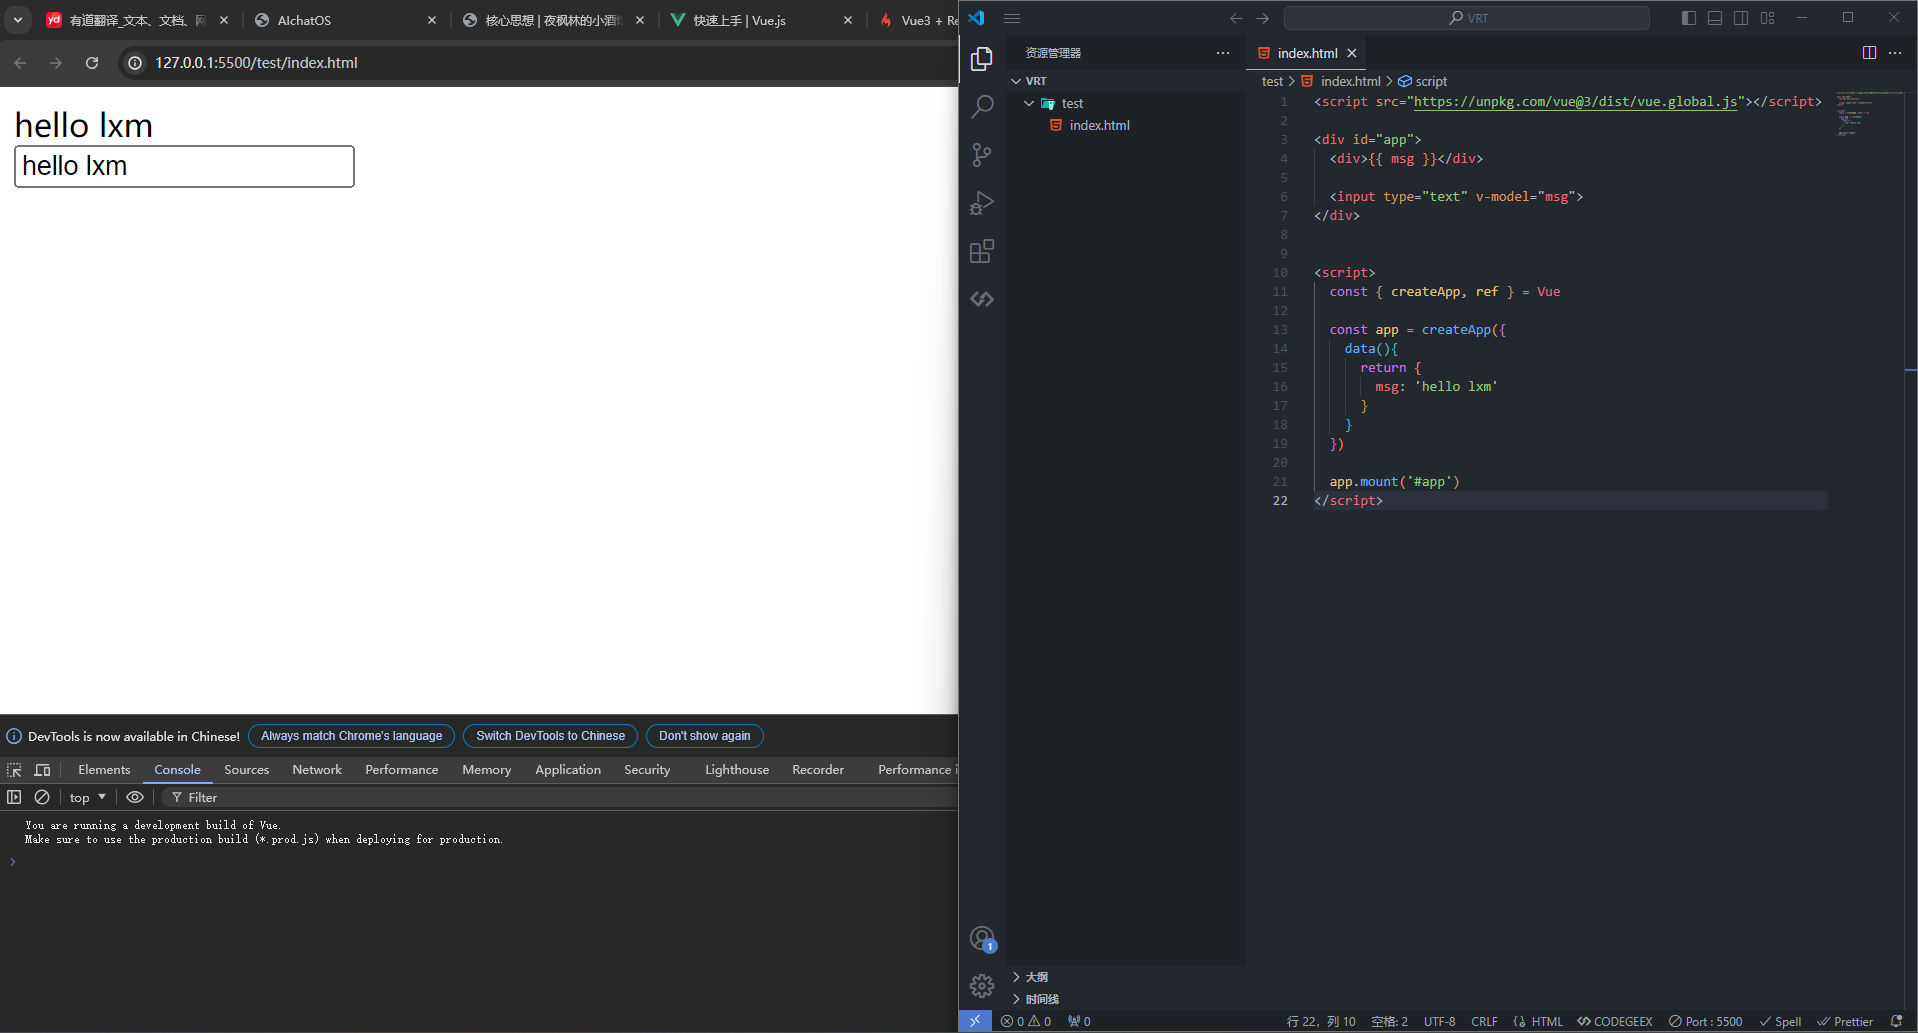 有道翻译_文本、文档、网
AIchatOS
核心思想 | 夜枫林的小酒
快速上手 | Vue.js
Vue3 + Re
127.0.0.1:5500/test/index.html
hello lxm
hello lxm
DevTools is now available in Chinese!
Always match Chrome's language
Switch DevTools to Chinese
Don't show again
Elements
Console
Sources
Network
Performance
Memory
Application
Security
Lighthouse
Recorder
Performance i
top
Filter
You are running a development build of Vue.
Make sure to use the production build (*.prod.js) when deploying for production.
VRT
资源管理器
VRT
test
index.html
index.html
test > index.html > script
1 <script src="https://unpkg.com/vue@3/dist/vue.global.js"></script>
2
3 <div id="app">
4 <div>{{ msg }}</div>
5
6 <input type="text" v-model="msg">
7 </div>
8
9
10 <script>
11 const { createApp, ref } = Vue
12
13 const app = createApp({
14 data(){
15 return {
16 msg: 'hello lxm'
17 }
18 }
19 })
20
21 app.mount('#app')
22 </script>
1
大纲
时间线
0 0
0
行 22，列 10
空格: 2
UTF-8
CRLF
HTML
CODEGEEX
Port : 5500
Spell
Prettier